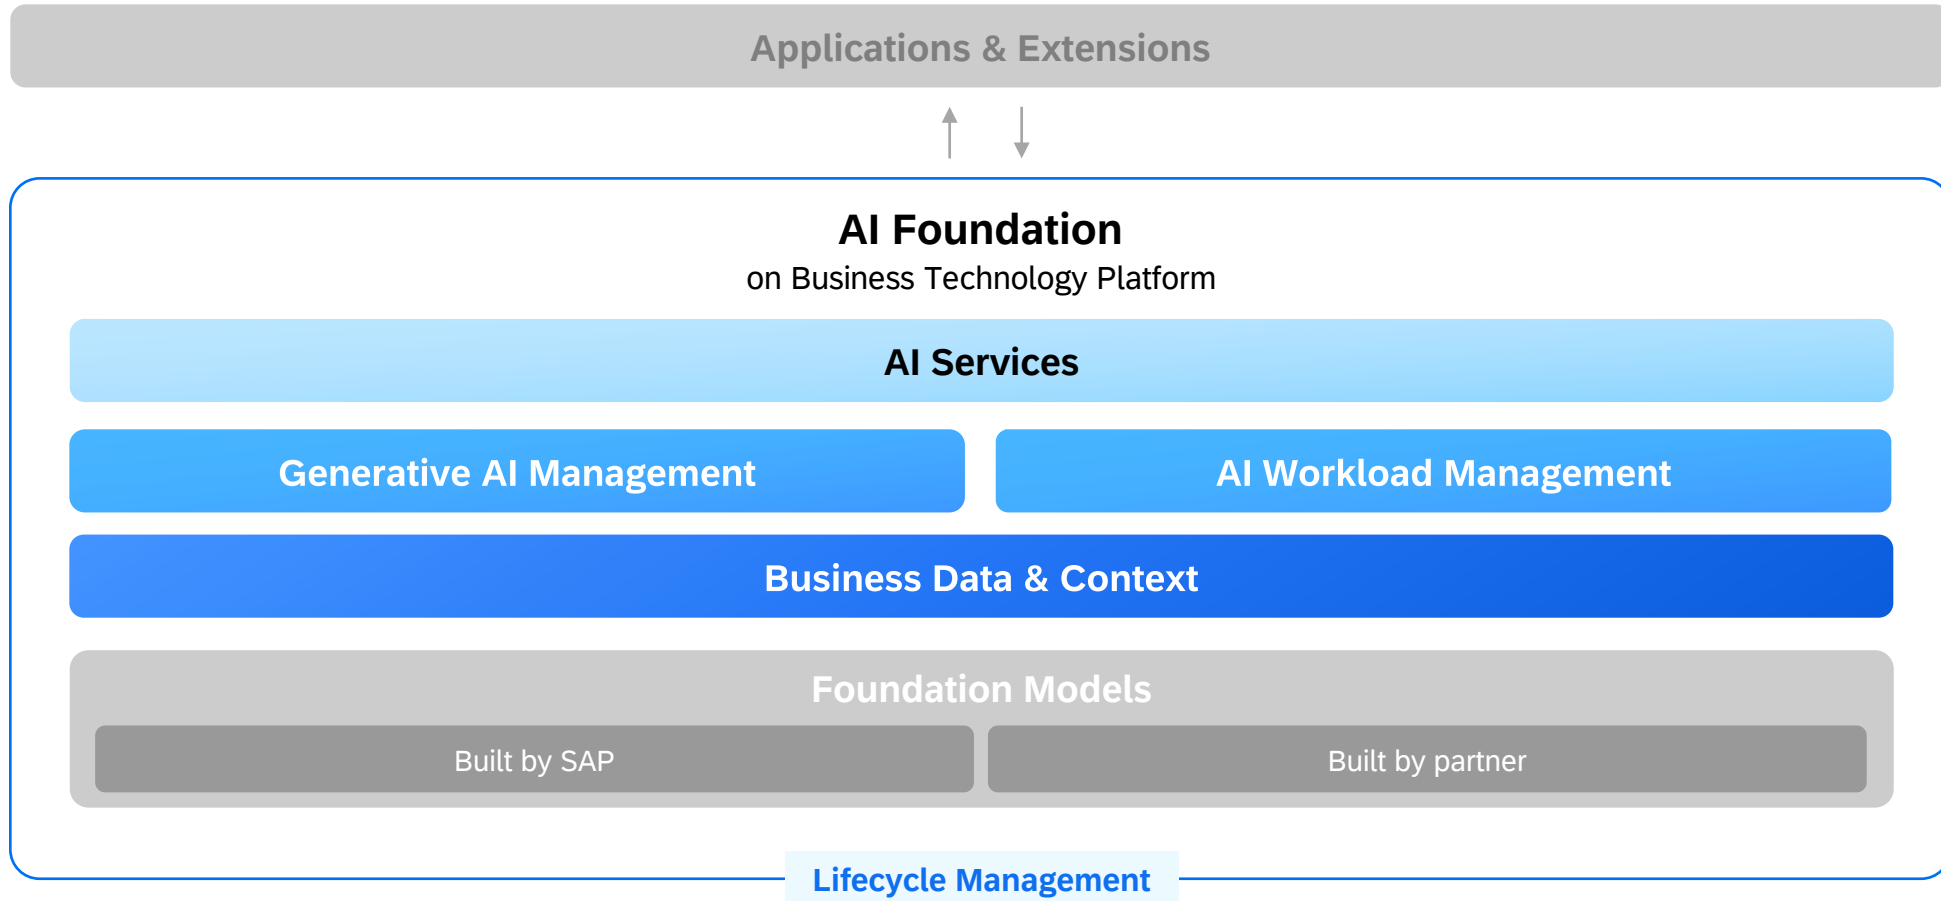 Applications & Extensions
AI Foundation
on Business Technology Platform
AI Services
Generative AI Management
AI Workload Management
Business Data & Context
Foundation Models
Built by SAP
Built by partner
Lifecycle Management